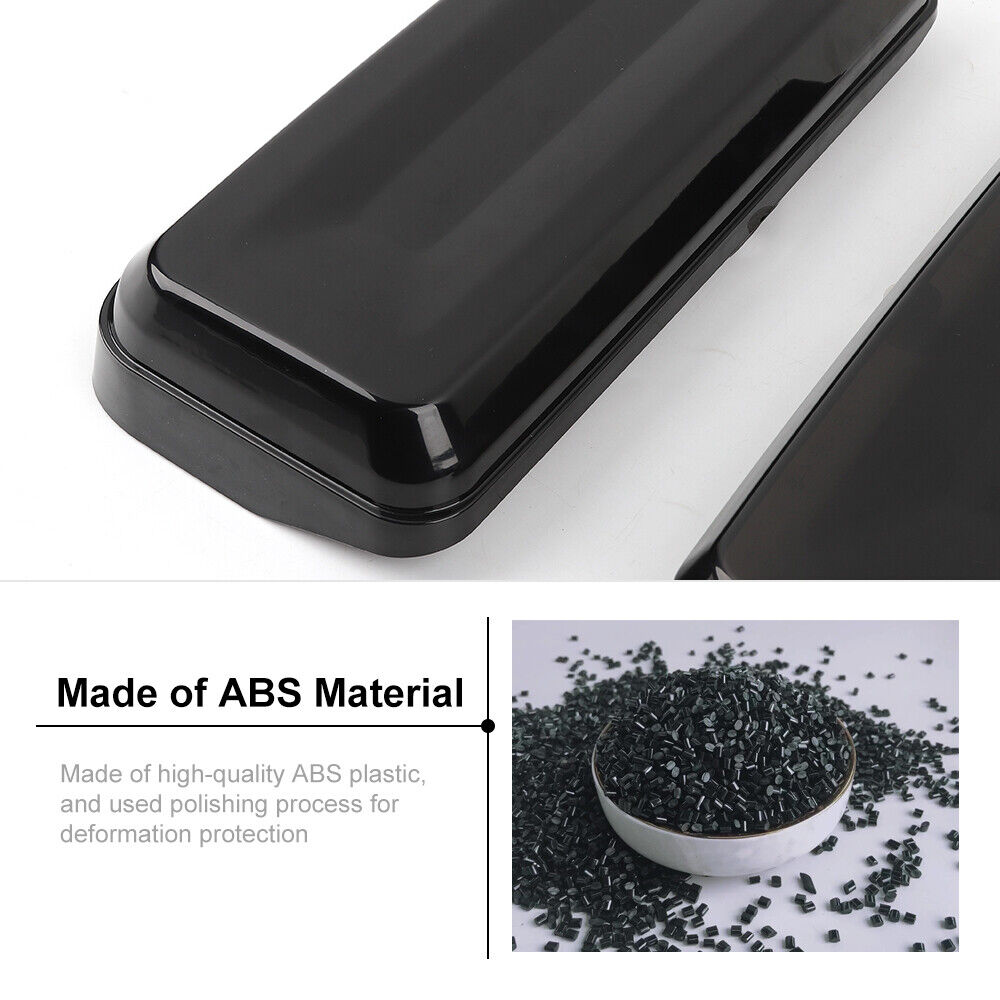 Made of ABS Material
Made of high-quality ABS plastic,
and used polishing process for
deformation protection